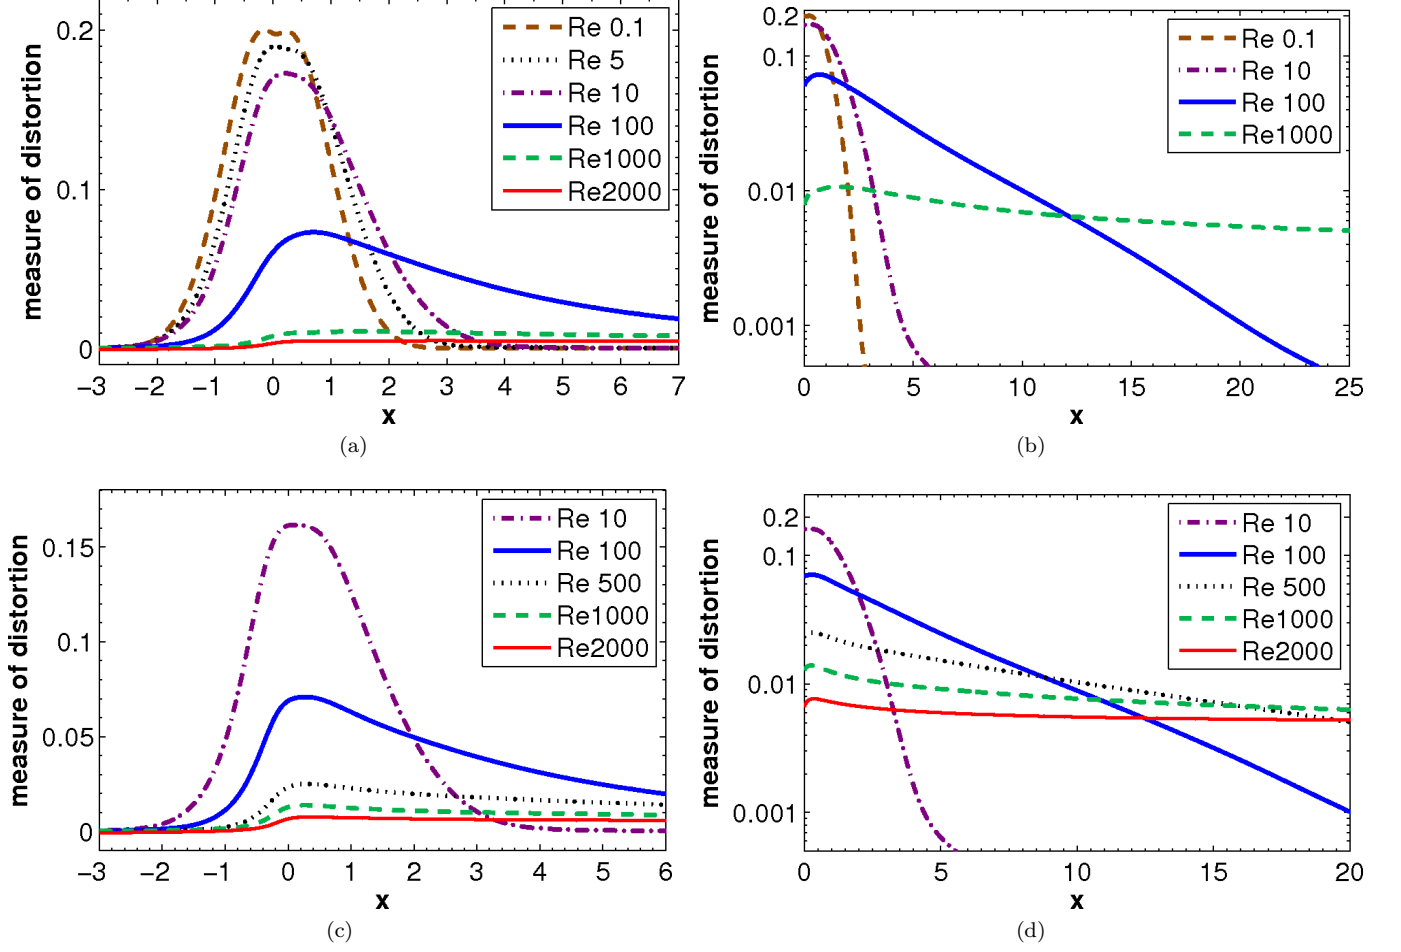 measure of distortion
0.2
0.1
0
Re 0.1
Re 5
Re 10
Re 100
Re1000
Re2000
−3 −2 −1 0 1 2 3 4 5 6 7
x
(a)
measure of distortion
0.2
0.1
0.01
0.001
Re 0.1
Re 10
Re 100
Re1000
0 5 10 15 20 25
x
(b)
measure of distortion
0.15
0.1
0.05
0
Re 10
Re 100
Re 500
Re1000
Re2000
−3 −2 −1 0 1 2 3 4 5 6
x
(c)
measure of distortion
0.2
0.1
0.01
0.001
Re 10
Re 100
Re 500
Re1000
Re2000
0 5 10 15 20
x
(d)